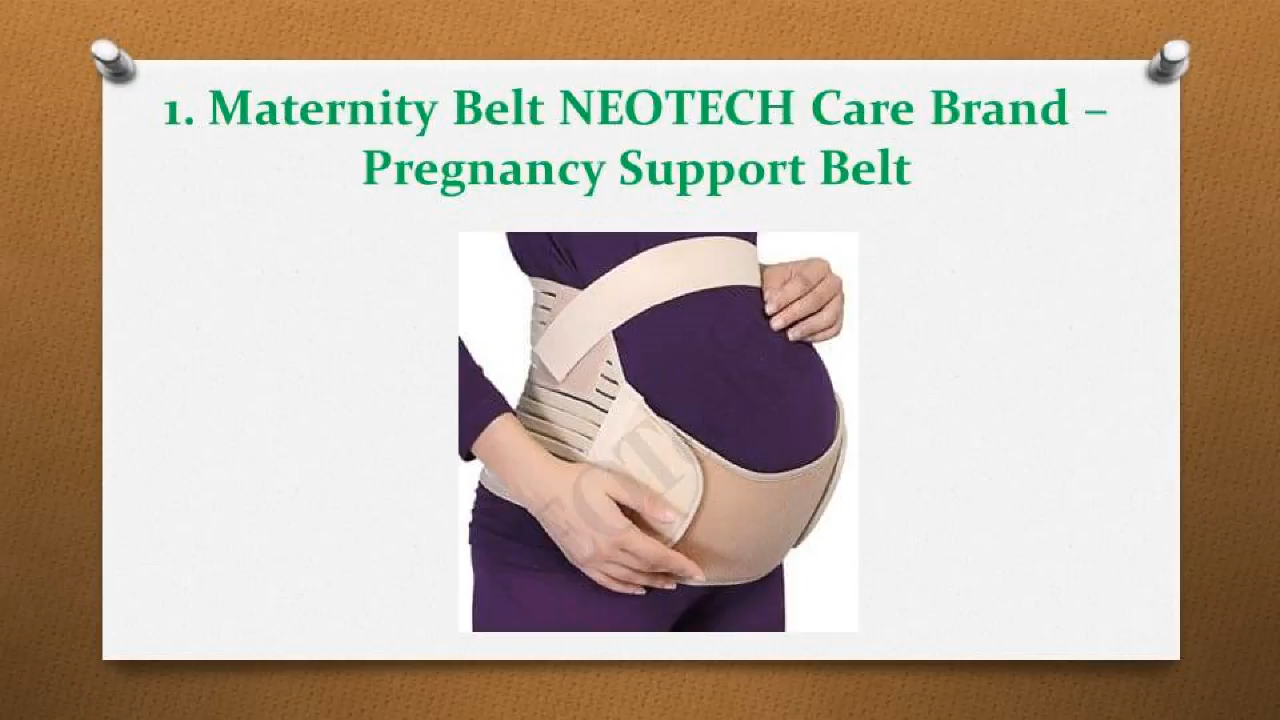 1. Maternity Belt NEOTECH Care Brand –
Pregnancy Support Belt